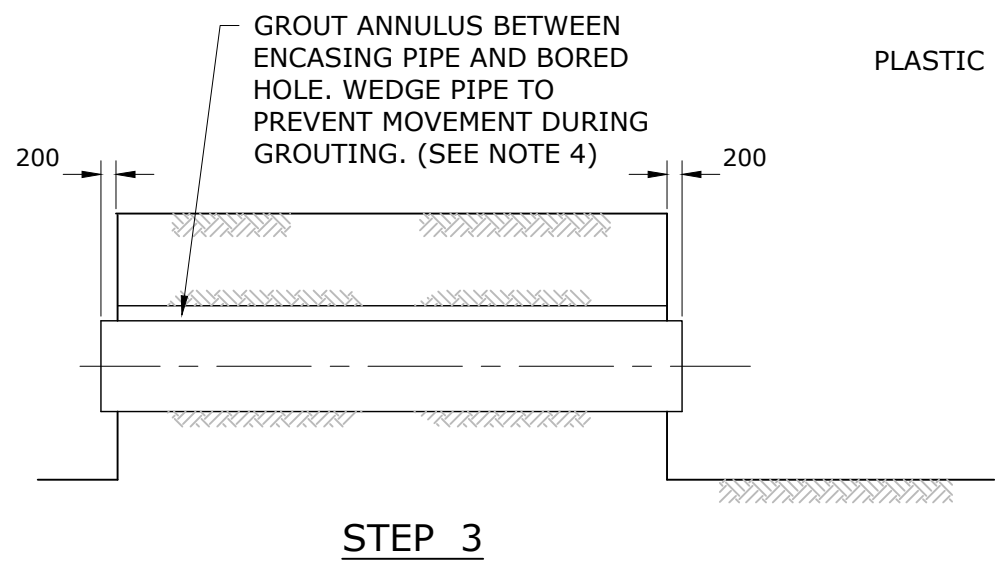 GROUT ANNULUS BETWEEN
ENCASING PIPE AND BORED
HOLE. WEDGE PIPE TO
PREVENT MOVEMENT DURING
GROUTING. (SEE NOTE 4)
PLASTIC
200
200
STEP 3